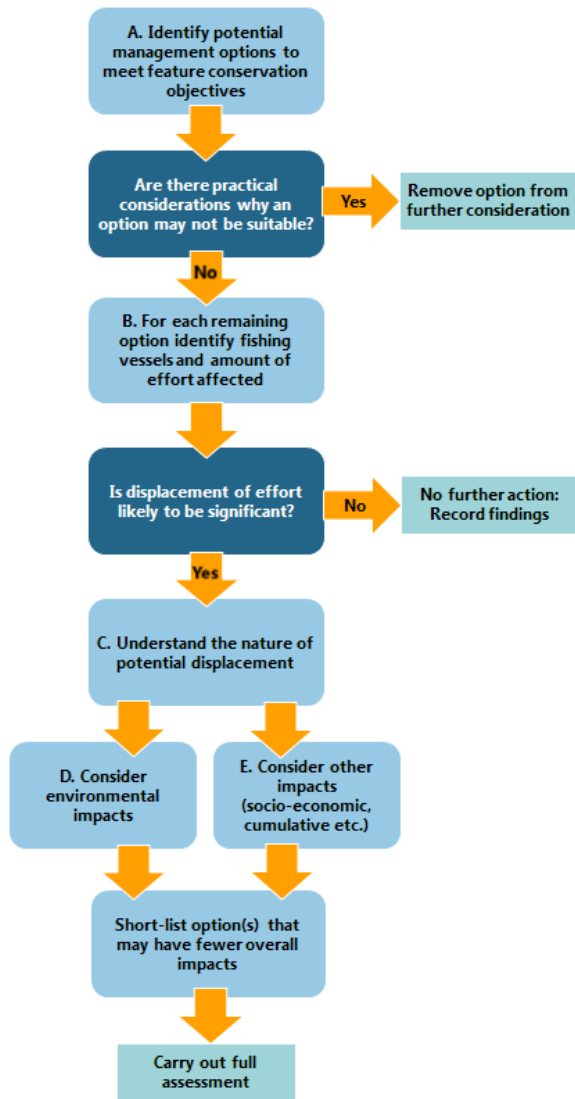 A. Identify potential
management options to
meet feature conservation
objectives
Are there practical
considerations why an
option may not be suitable?
Yes
Remove option from
further consideration
No
B. For each remaining
option identify fishing
vessels and amount of
effort affected
Is displacement of effort
likely to be significant?
No
No further action:
Record findings
Yes
C. Understand the nature of
potential displacement
D. Consider
environmental
impacts
E. Consider other
impacts
(socio-economic,
cumulative etc.)
Short-list option(s) that
may have fewer overall
impacts
Carry out full
assessment